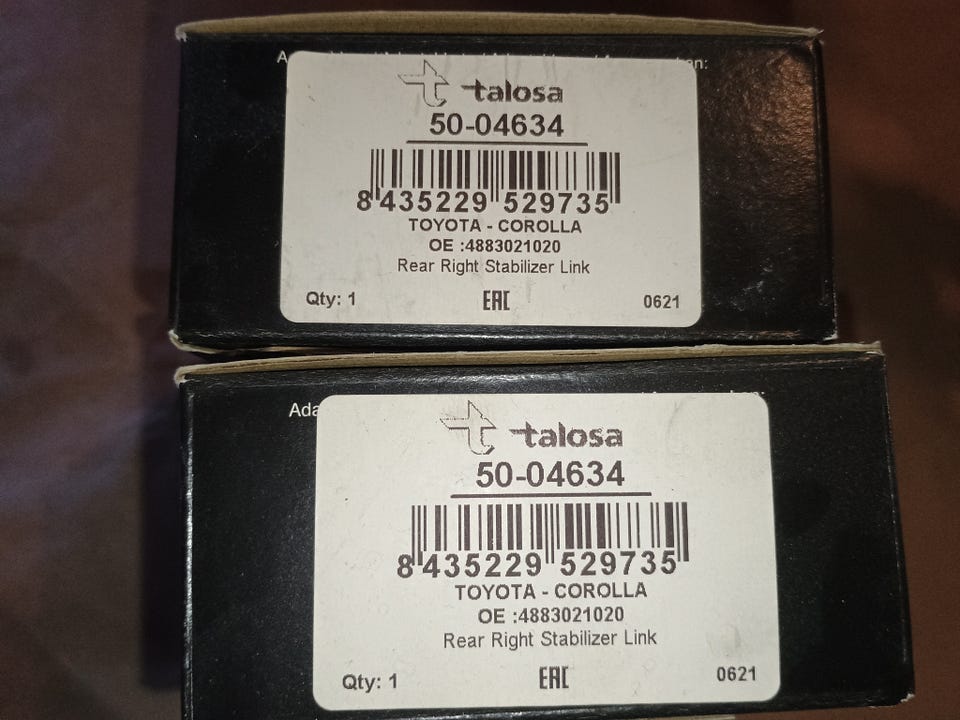 talosa
50-04634
8 435229 529735
TOYOTA - COROLLA
OE :4883021020
Rear Right Stabilizer Link
Qty: 1 EAC 0621
talosa
50-04634
8 435229 529735
TOYOTA - COROLLA
OE :4883021020
Rear Right Stabilizer Link
Qty: 1 EAC 0621